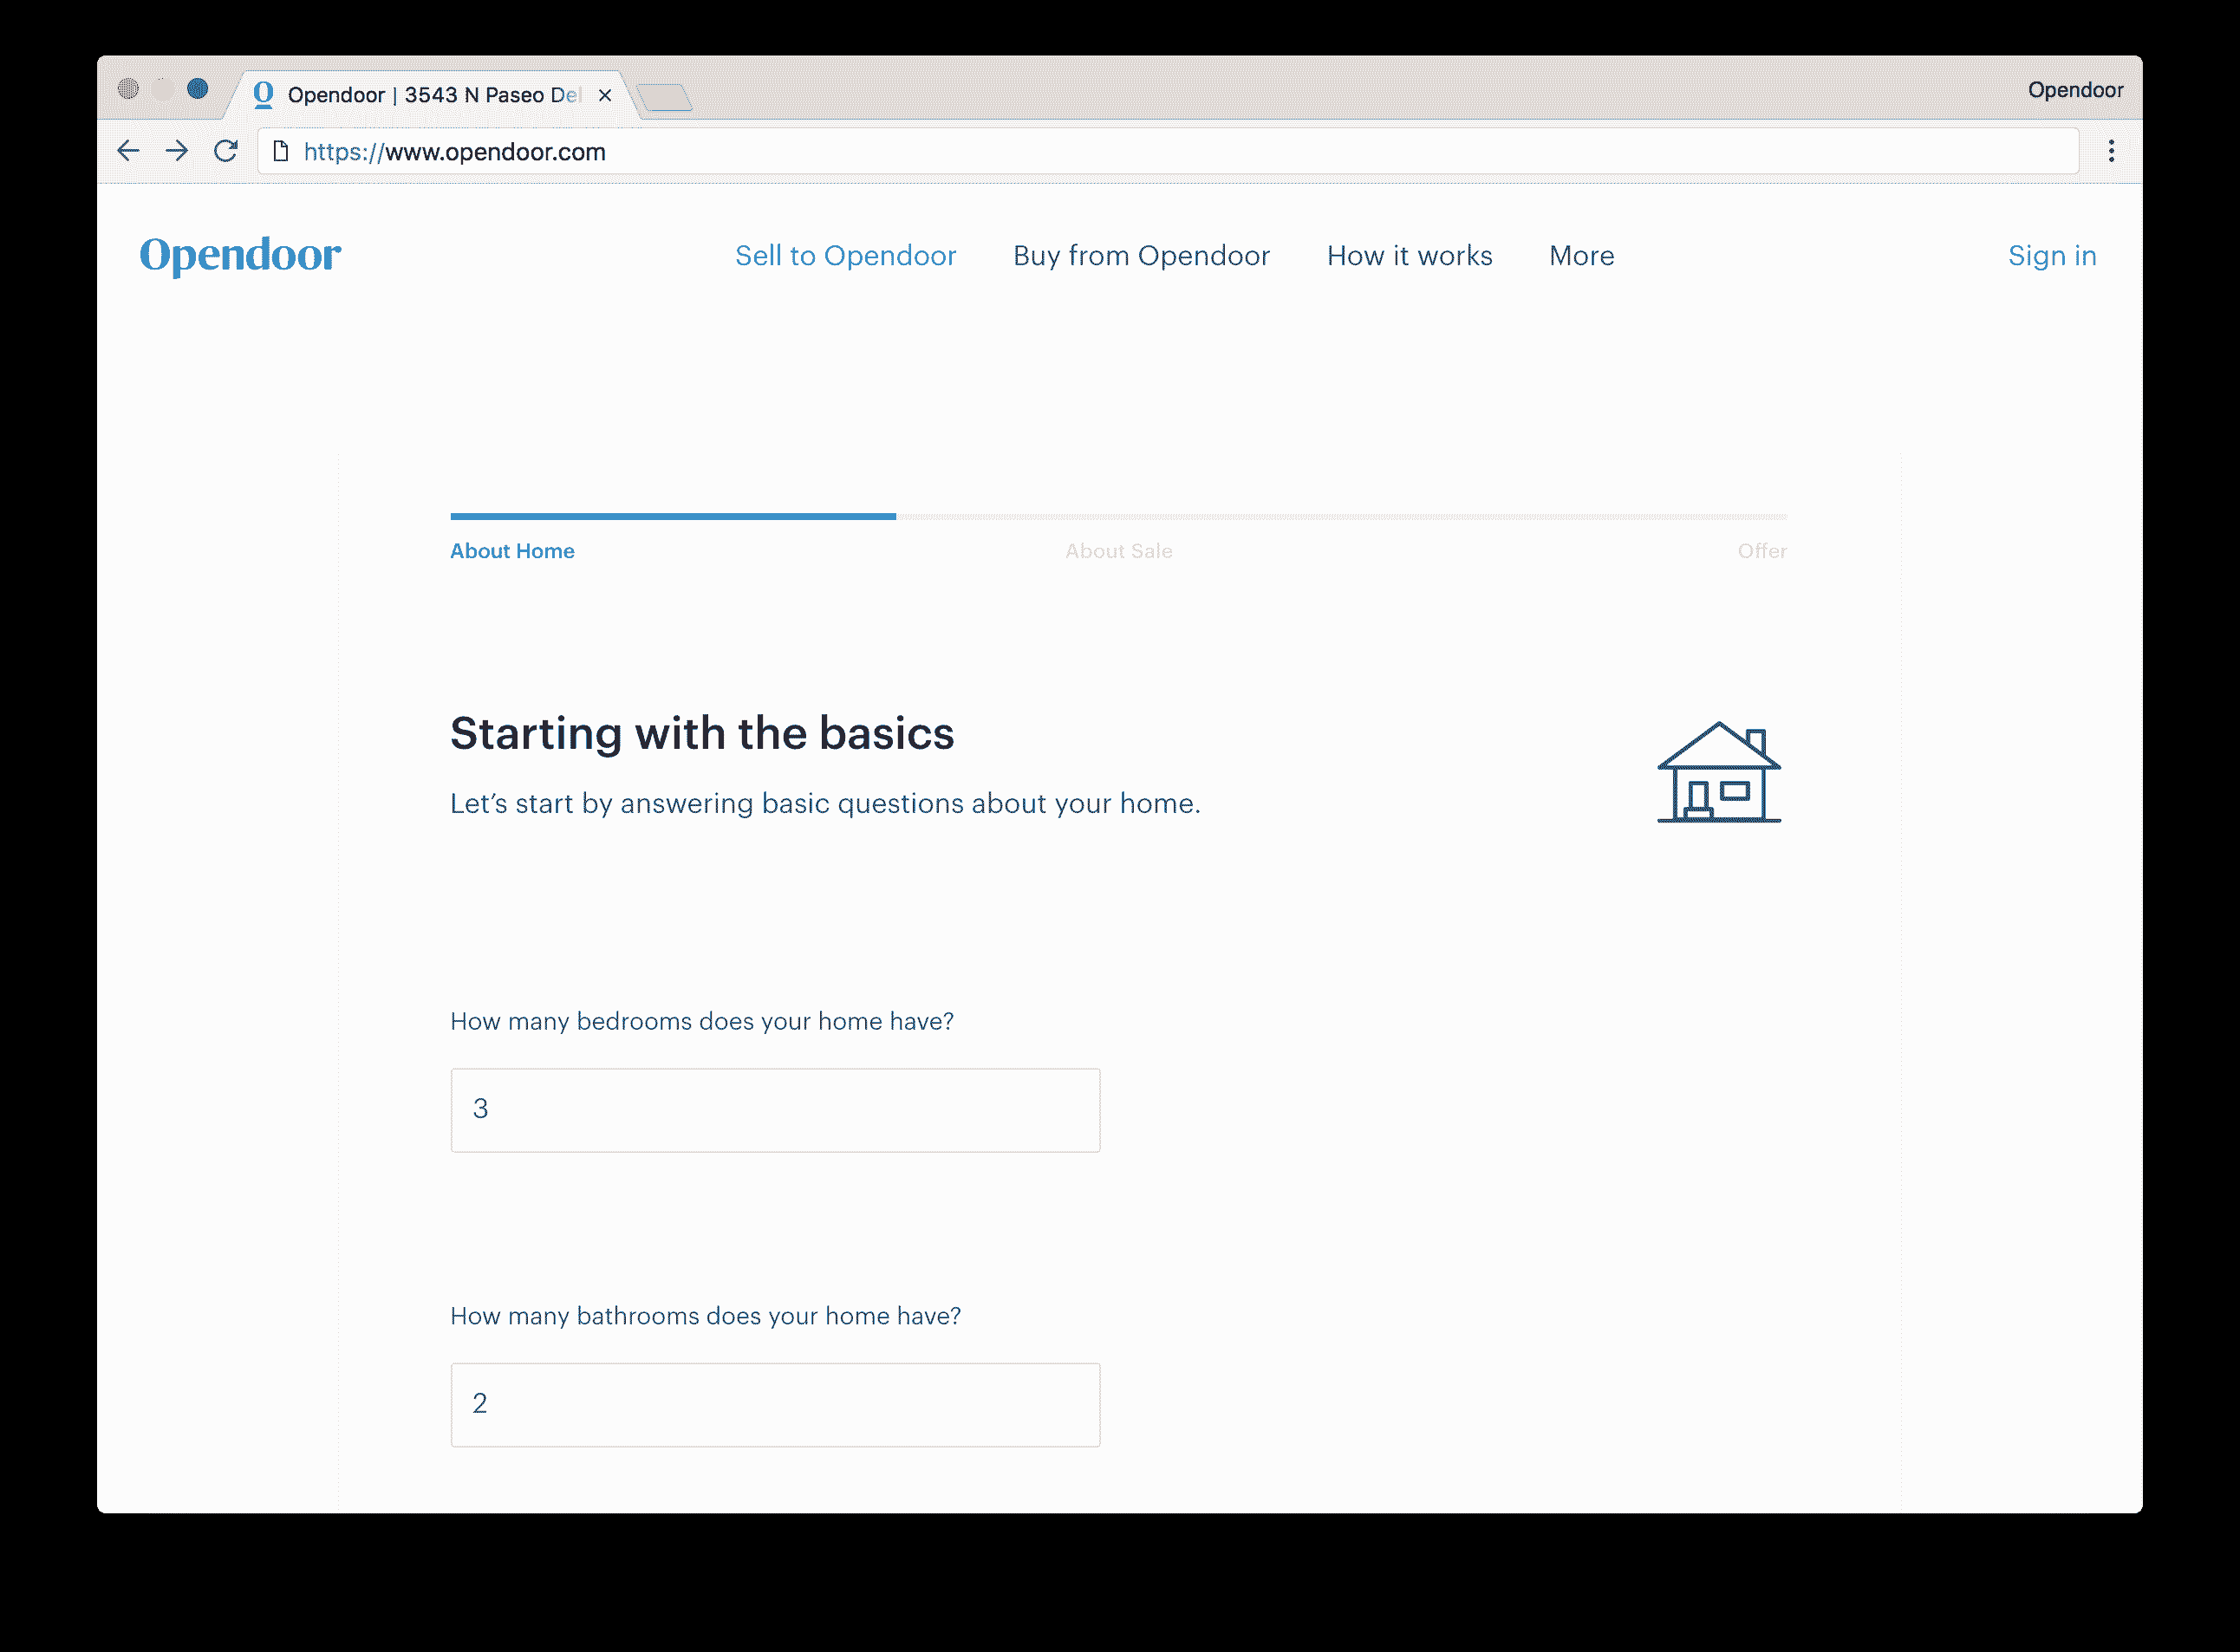 Opendoor | 3543 N Paseo Del
Opendoor
https://www.opendoor.com
Opendoor
Sell to Opendoor
Buy from Opendoor
How it works
More
Sign in
About Home
About Sale
Offer
Starting with the basics
Let’s start by answering basic questions about your home.
How many bedrooms does your home have?
3
How many bathrooms does your home have?
2